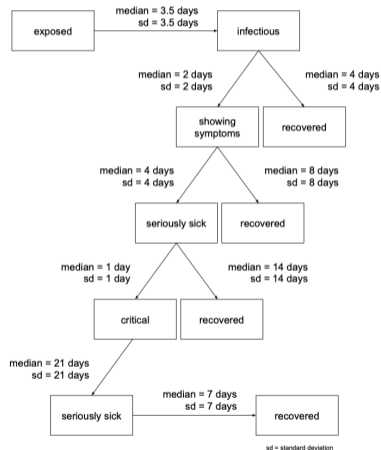 median = 3.5 days
sd = 3.5 days
exposed
infectious
median = 2 days
sd = 2 days
median = 4 days
sd = 4 days
showing
symptoms
recovered
median = 4 days
sd = 4 days
median = 8 days
sd = 8 days
seriously sick
recovered
median = 1 day
sd = 1 day
median = 14 days
sd = 14 days
critical
recovered
median = 21 days
sd = 21 days
median = 7 days
sd = 7 days
seriously sick
recovered
sd = standard deviation